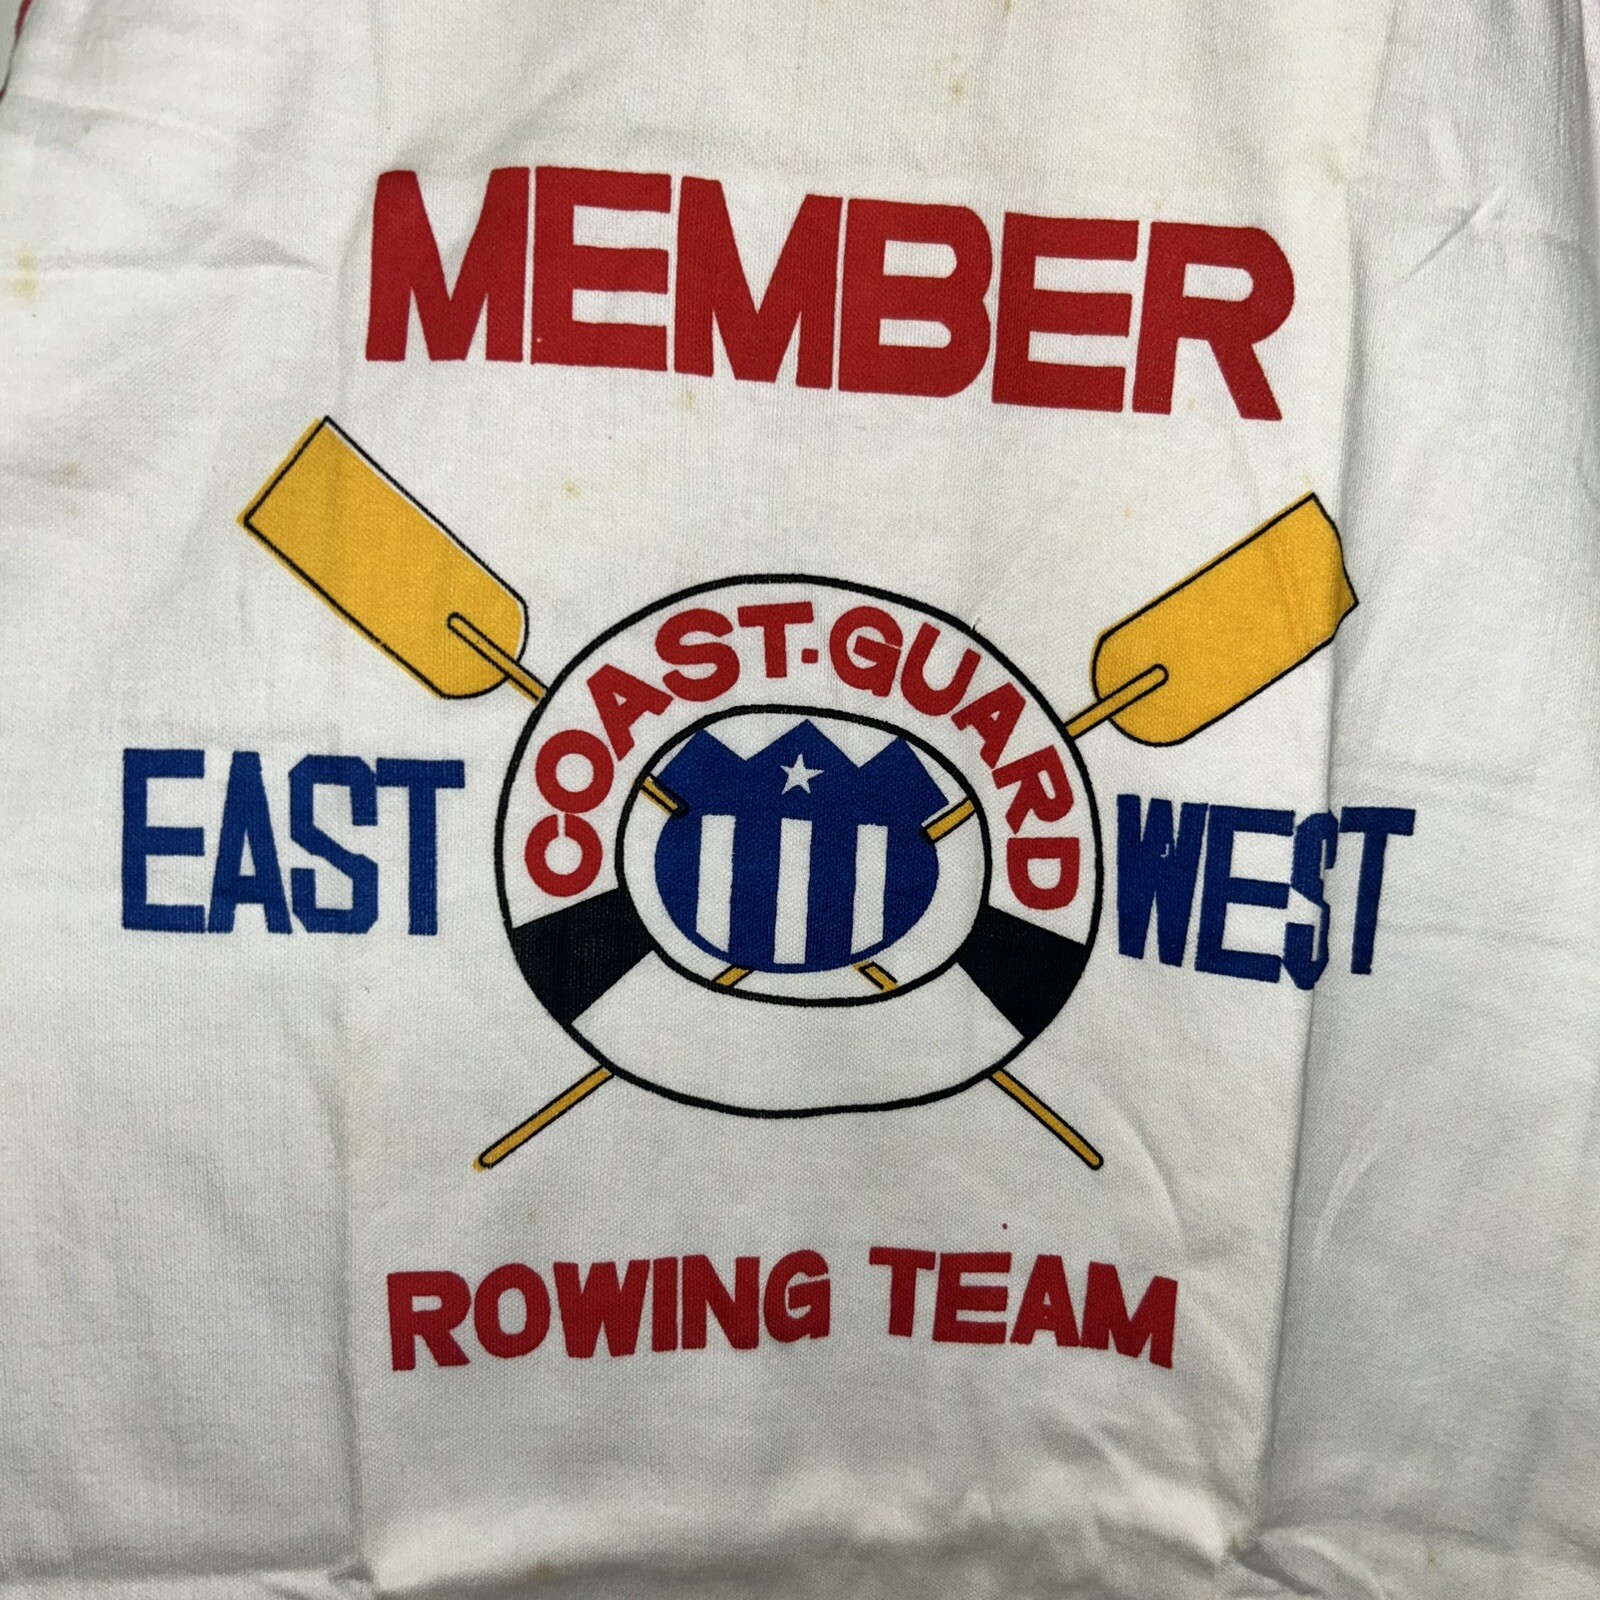 MEMBER
COAST-GUARD
EAST WEST
ROWING TEAM